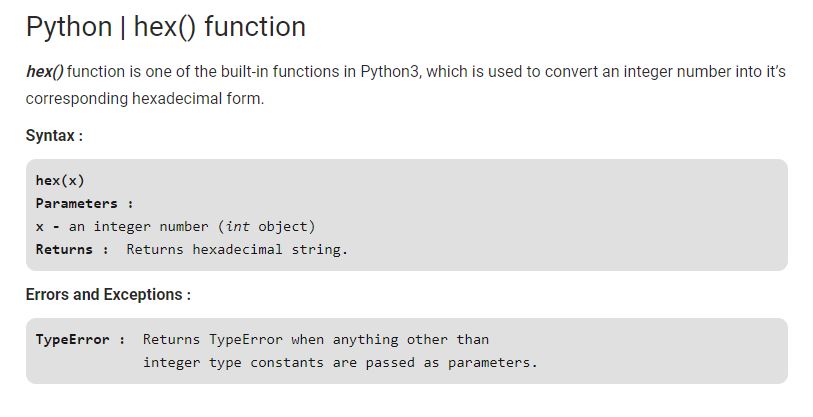 Python | hex() function
hex() function is one of the built-in functions in Python3, which is used to convert an integer number into it’s
corresponding hexadecimal form.
Syntax :
hex(x)
Parameters :
x - an integer number (int object)
Returns : Returns hexadecimal string.
Errors and Exceptions :
TypeError : Returns TypeError when anything other than
integer type constants are passed as parameters.